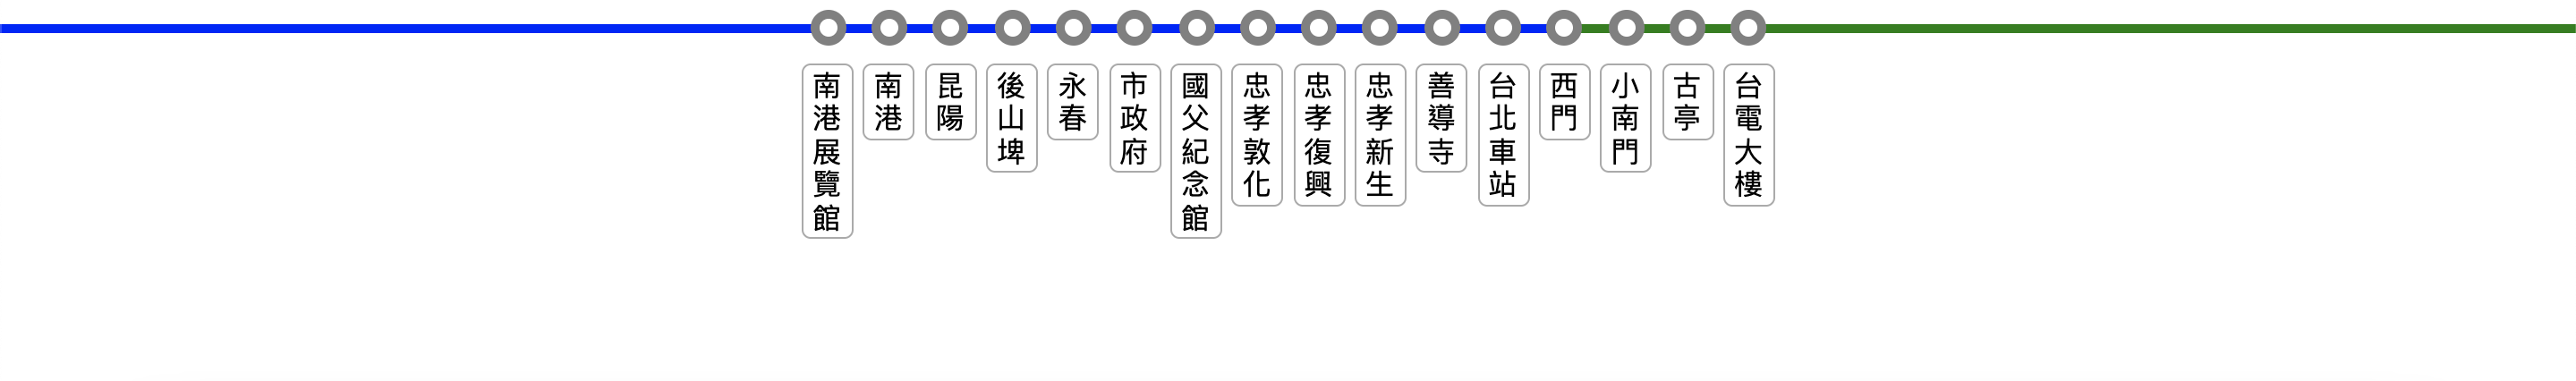 南港展覽館
南港
昆陽
後山埤
永春
市政府
國父紀念館
忠孝敦化
忠孝復興
忠孝新生
善導寺
台北車站
西門
小南門
古亭
台電大樓